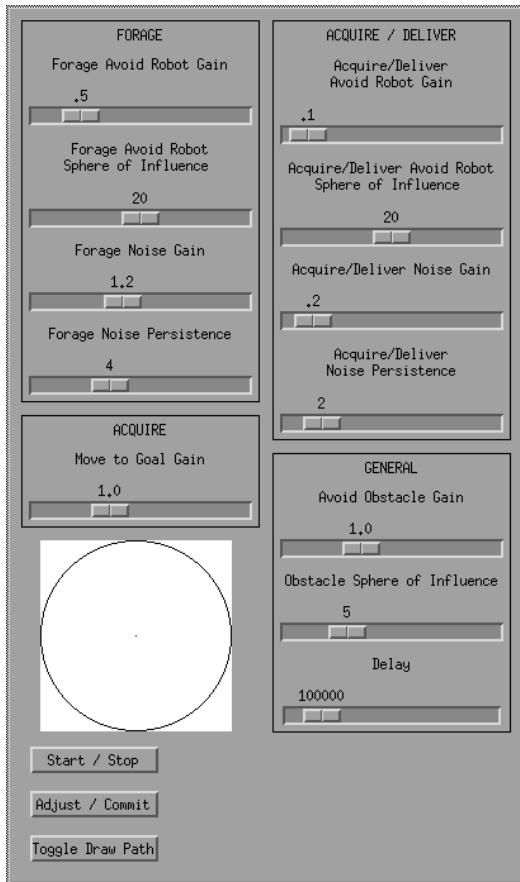 FORAGE
Forage Avoid Robot Gain
.5
Forage Avoid Robot
Sphere of Influence
20
Forage Noise Gain
1.2
Forage Noise Persistence
4
ACQUIRE
Move to Goal Gain
1.0
Start / Stop
Adjust / Commit
Toggle Draw Path
ACQUIRE / DELIVER
Acquire/Deliver
Avoid Robot Gain
.1
Acquire/Deliver Avoid Robot
Sphere of Influence
20
Acquire/Deliver Noise Gain
.2
Acquire/Deliver
Noise Persistence
2
GENERAL
Avoid Obstacle Gain
1.0
Obstacle Sphere of Influence
5
Delay
100000